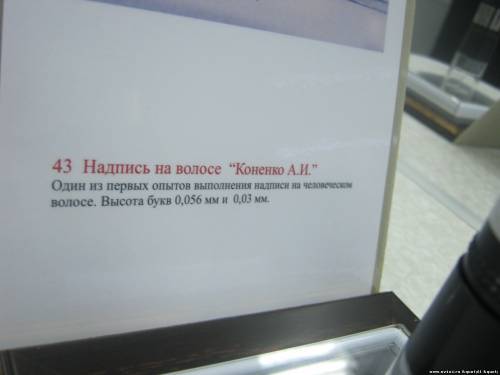 43 Надпись на волосе “Коненко А.И.”
Один из первых опытов выполнения надписи на человеческом
волосе. Высота букв 0,056 мм и 0,03 мм.